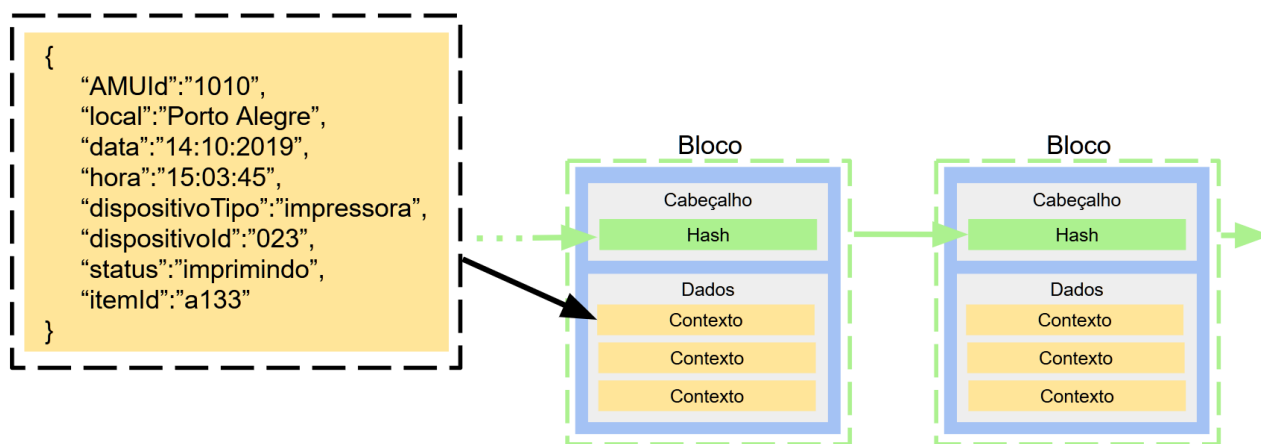 {
“AMUId”:”1010”,
“local”:”Porto Alegre”,
“data”:”14:10:2019”,
“hora”:”15:03:45”,
“dispositivoTipo”:”impressora”,
“dispositivoId”:”023”,
“status”:”imprimindo”,
“itemId”:”a133”
}
Bloco
Cabeçalho
Hash
Dados
Contexto
Contexto
Contexto
Bloco
Cabeçalho
Hash
Dados
Contexto
Contexto
Contexto